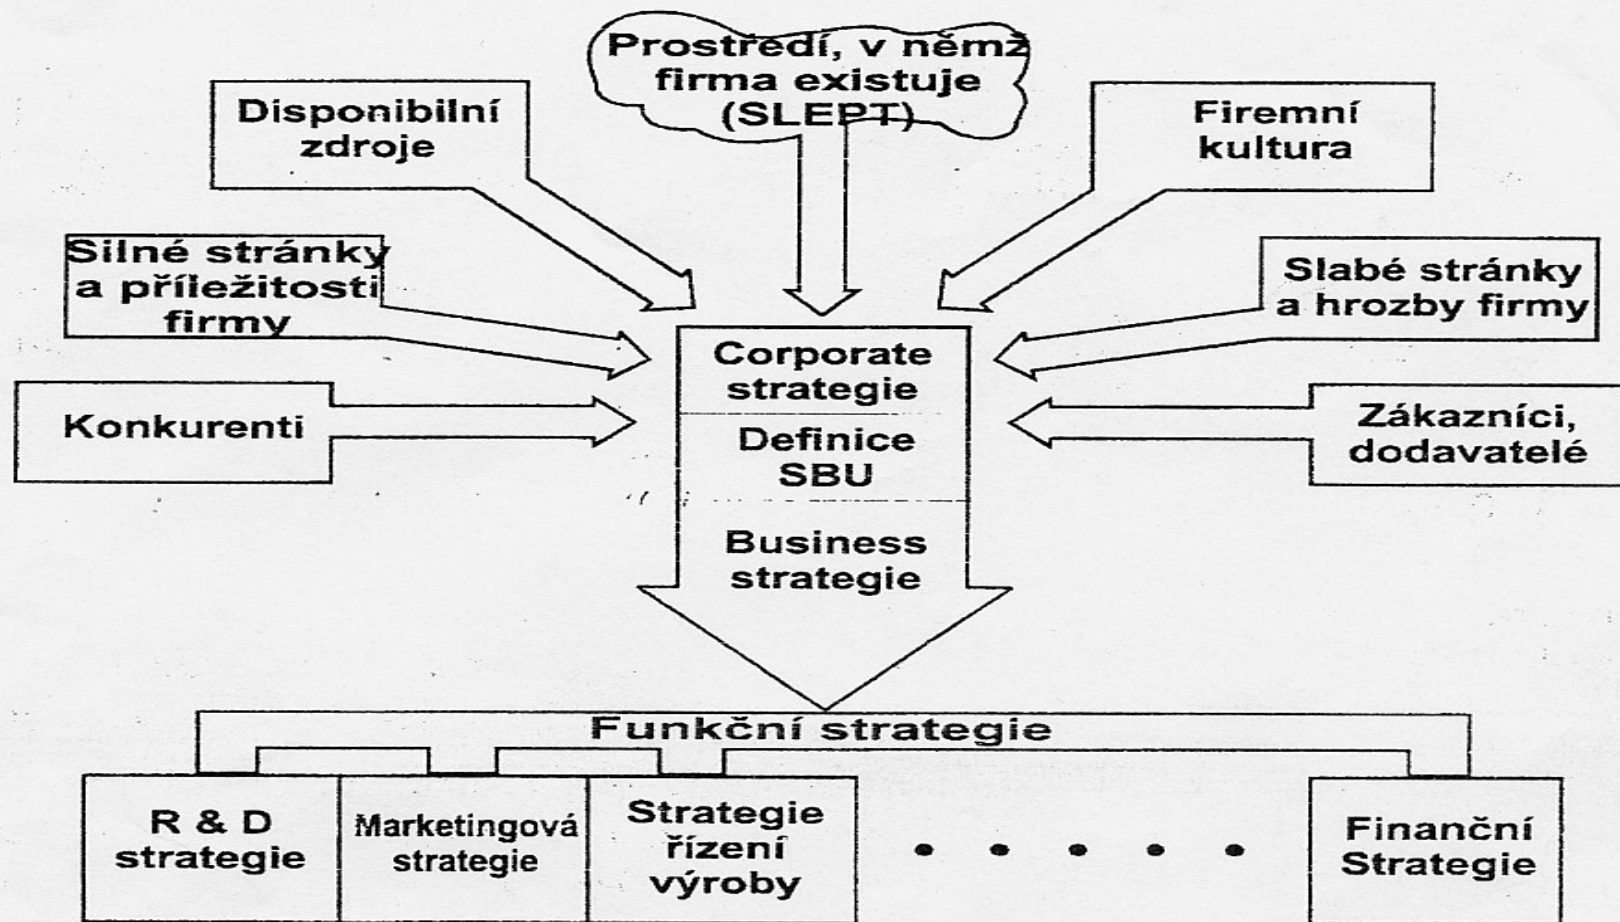 Prostředí, v němž
firma existuje
(SLEPT)
Disponibilní
zdroje
Firemní
kultura
Silné stránky
a příležitosti
firmy
Slabé stránky
a hrozby firmy
Konkurenti
Zákazníci,
dodavatelé
Corporate
strategie
Definice
SBU
Business
strategie
Funkční strategie
R & D
strategie
Marketingová
strategie
Strategie
řízení
výroby
• • • • •
Finanční
Strategie